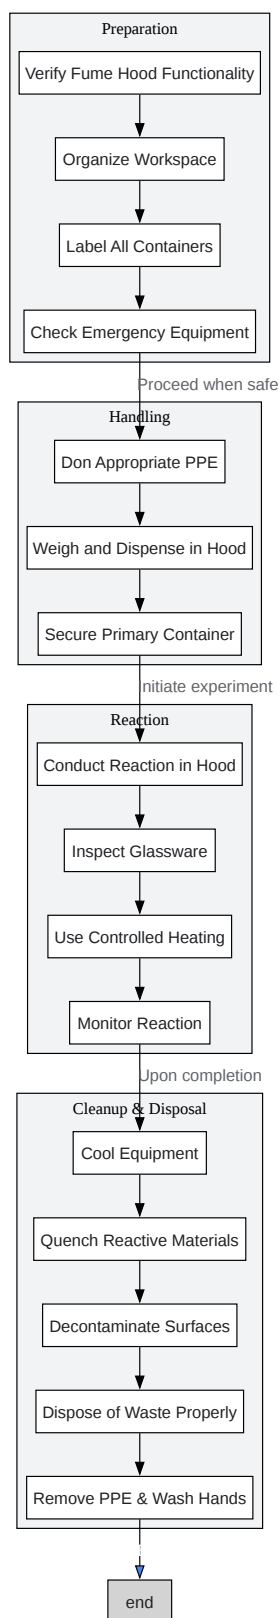 Preparation
Verify Fume Hood Functionality
Organize Workspace
Label All Containers
Check Emergency Equipment
Proceed when safe
Handling
Don Appropriate PPE
Weigh and Dispense in Hood
Secure Primary Container
Initiate experiment
Reaction
Conduct Reaction in Hood
Inspect Glassware
Use Controlled Heating
Monitor Reaction
Upon completion
Cleanup & Disposal
Cool Equipment
Quench Reactive Materials
Decontaminate Surfaces
Dispose of Waste Properly
Remove PPE & Wash Hands
end